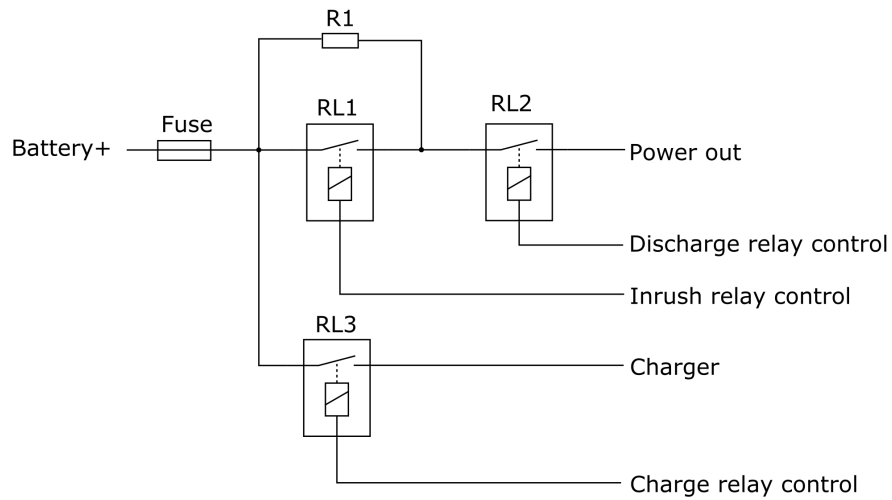 R1
RL1
RL2
Fuse
Battery+
Power out
Discharge relay control
Inrush relay control
RL3
Charger
Charge relay control